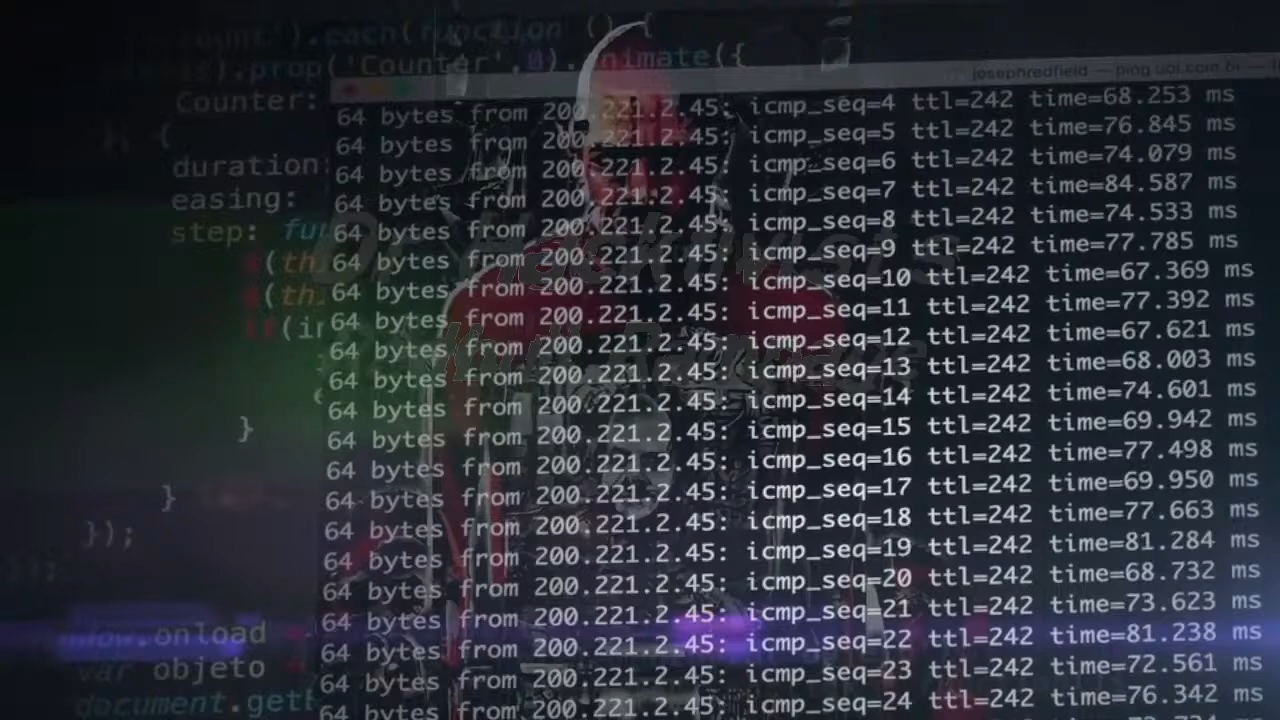 count').each(function () {
).prop('Counter',0).animate({
josephredfield — ping uol.com.br —
Counter:
}, {
duration:
easing:
step:
}
}
});
window.onload
var objeto
64 bytes from 200.221.2.45: icmp_seq=4 ttl=242 time=68.253 ms
64 bytes from 200.221.2.45: icmp_seq=5 ttl=242 time=76.845 ms
64 bytes from 200.221.2.45: icmp_seq=6 ttl=242 time=74.079 ms
64 bytes from 200.221.2.45: icmp_seq=7 ttl=242 time=84.587 ms
64 bytes from 200.221.2.45: icmp_seq=8 ttl=242 time=74.533 ms
64 bytes from 200.221.2.45: icmp_seq=9 ttl=242 time=77.785 ms
64 bytes from 200.221.2.45: icmp_seq=10 ttl=242 time=67.369 ms
64 bytes from 200.221.2.45: icmp_seq=11 ttl=242 time=77.392 ms
64 bytes from 200.221.2.45: icmp_seq=12 ttl=242 time=67.621 ms
64 bytes from 200.221.2.45: icmp_seq=13 ttl=242 time=68.003 ms
64 bytes from 200.221.2.45: icmp_seq=14 ttl=242 time=74.601 ms
64 bytes from 200.221.2.45: icmp_seq=15 ttl=242 time=69.942 ms
64 bytes from 200.221.2.45: icmp_seq=16 ttl=242 time=77.498 ms
64 bytes from 200.221.2.45: icmp_seq=17 ttl=242 time=69.950 ms
64 bytes from 200.221.2.45: icmp_seq=18 ttl=242 time=77.663 ms
64 bytes from 200.221.2.45: icmp_seq=19 ttl=242 time=81.284 ms
64 bytes from 200.221.2.45: icmp_seq=20 ttl=242 time=68.732 ms
64 bytes from 200.221.2.45: icmp_seq=21 ttl=242 time=73.623 ms
64 bytes from 200.221.2.45: icmp_seq=22 ttl=242 time=81.238 ms
64 bytes from 200.221.2.45: icmp_seq=23 ttl=242 time=72.561 ms
64 bytes from 200.221.2.45: icmp_seq=24 ttl=242 time=76.342 ms